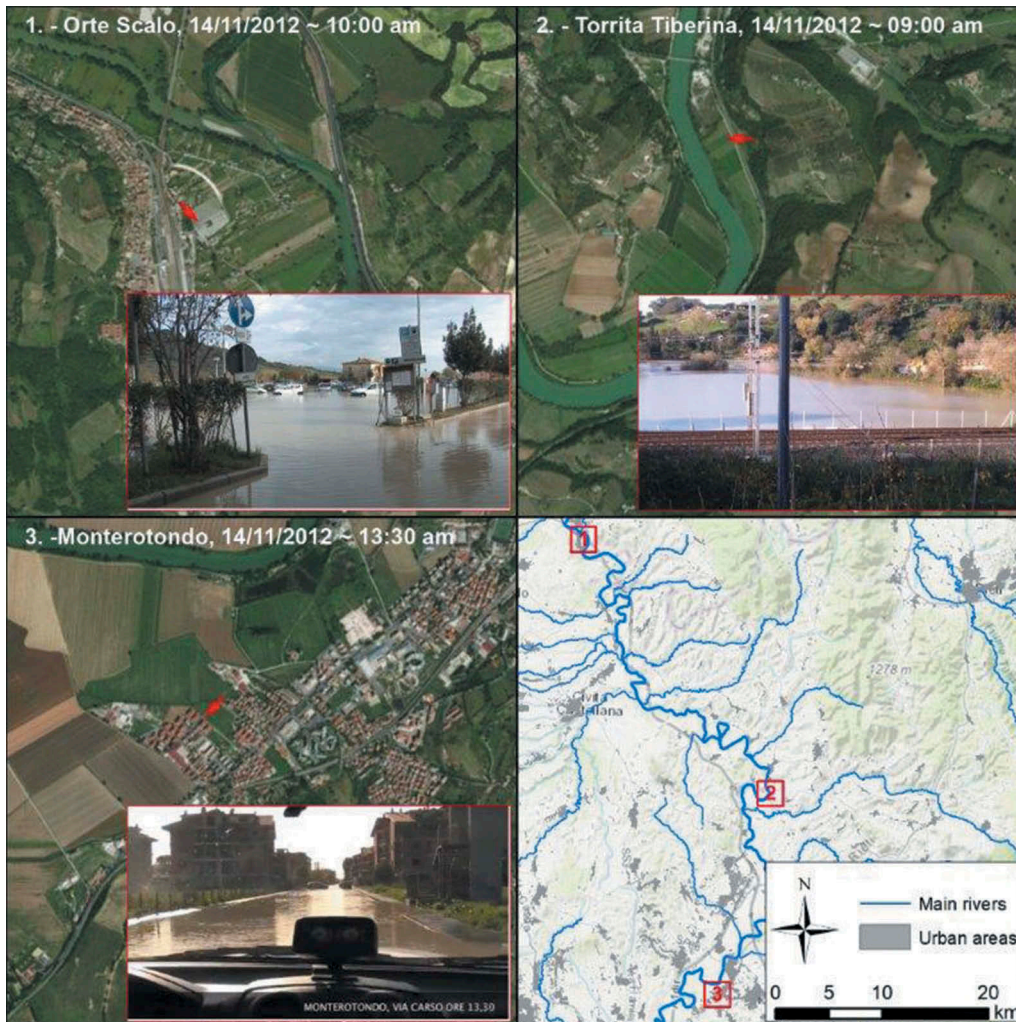 1. - Orte Scalo, 14/11/2012 ~ 10:00 am
2. - Torrita Tiberina, 14/11/2012 ~ 09:00 am
3. -Monterotondo, 14/11/2012 ~ 13:30 am
MONTEROTONDO, VIA CARSO ORE 13,30
1
1278 m
Civita
Castellana
2
3
N
Main rivers
Urban areas
0 5 10 20
km